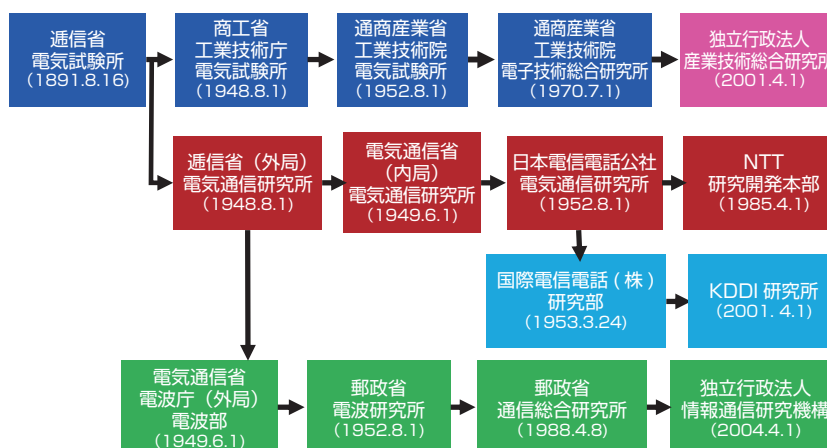 逓信省
電気試験所
(1891.8.16)
商工省
工業技術庁
電気試験所
(1948.8.1)
通商産業省
工業技術院
電気試験所
(1952.8.1)
通商産業省
工業技術院
電子技術総合研究所
(1970.7.1)
独立行政法人
産業技術総合研究所
(2001.4.1)
逓信省(外局)
電気通信研究所
(1948.8.1)
電気通信省
(内局)
電気通信研究所
(1949.6.1)
日本電信電話公社
電気通信研究所
(1952.8.1)
NTT
研究開発本部
(1985.4.1)
国際電信電話(株)
研究部
(1953.3.24)
KDDI 研究所
(2001. 4.1)
電気通信省
電波庁(外局)
電波部
(1949.6.1)
郵政省
電波研究所
(1952.8.1)
郵政省
通信総合研究所
(1988.4.8)
独立行政法人
情報通信研究機構
(2004.4.1)